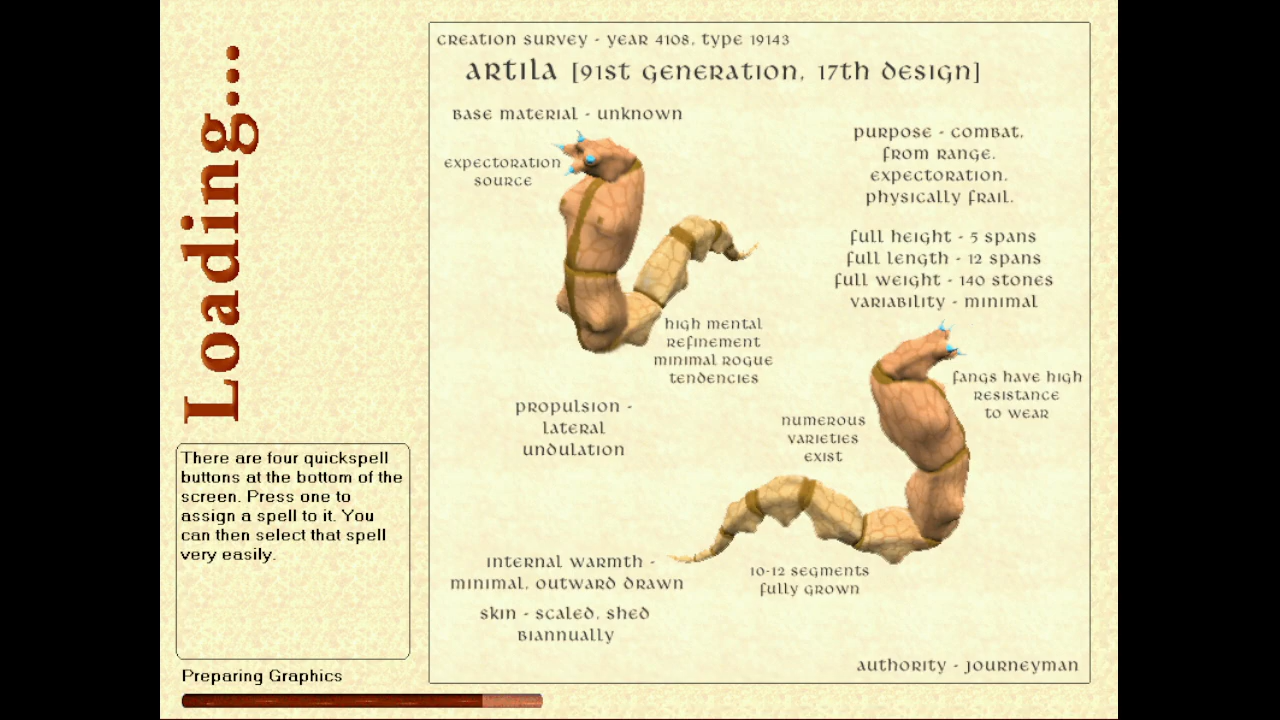 Loading...
There are four quickspell
buttons at the bottom of the
screen. Press one to
assign a spell to it. You
can then select that spell
very easily.
Preparing Graphics
creation survey - year 4108, type 19143
artila [91st generation, 17th design]
base material - unknown
expectoration
source
purpose - combat,
from range.
expectoration.
physically frail.
full height - 5 spans
full length - 12 spans
full weight - 140 stones
variability - minimal
high mental
refinement
minimal rogue
tendencies
fangs have high
resistance
to wear
propulsion -
lateral
undulation
numerous
varieties
exist
internal warmth -
minimal, outward drawn
10-12 segments
fully grown
skin - scaled, shed
biannually
authority - journeyman